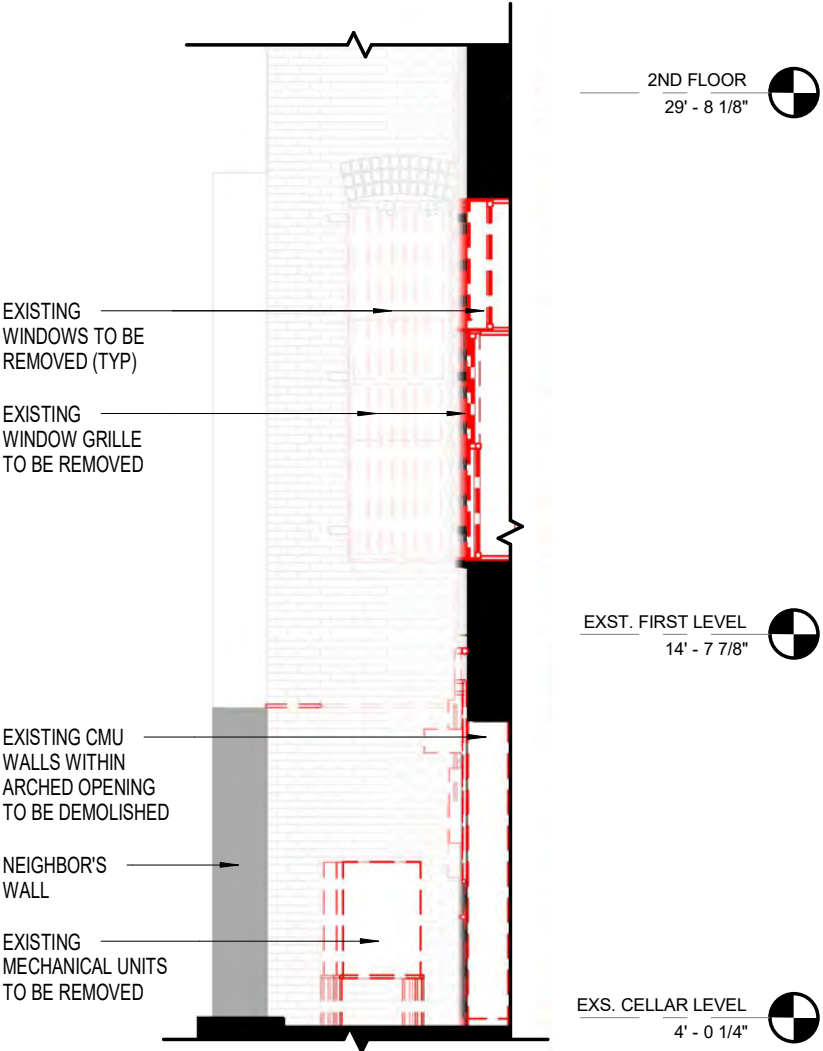 2ND FLOOR
29' - 8 1/8"
EXISTING
WINDOWS TO BE
REMOVED (TYP)
EXISTING
WINDOW GRILLE
TO BE REMOVED
EXST. FIRST LEVEL
14' - 7 7/8"
EXISTING CMU
WALLS WITHIN
ARCHED OPENING
TO BE DEMOLISHED
NEIGHBOR'S
WALL
EXISTING
MECHANICAL UNITS
TO BE REMOVED
EXS. CELLAR LEVEL
4' - 0 1/4"